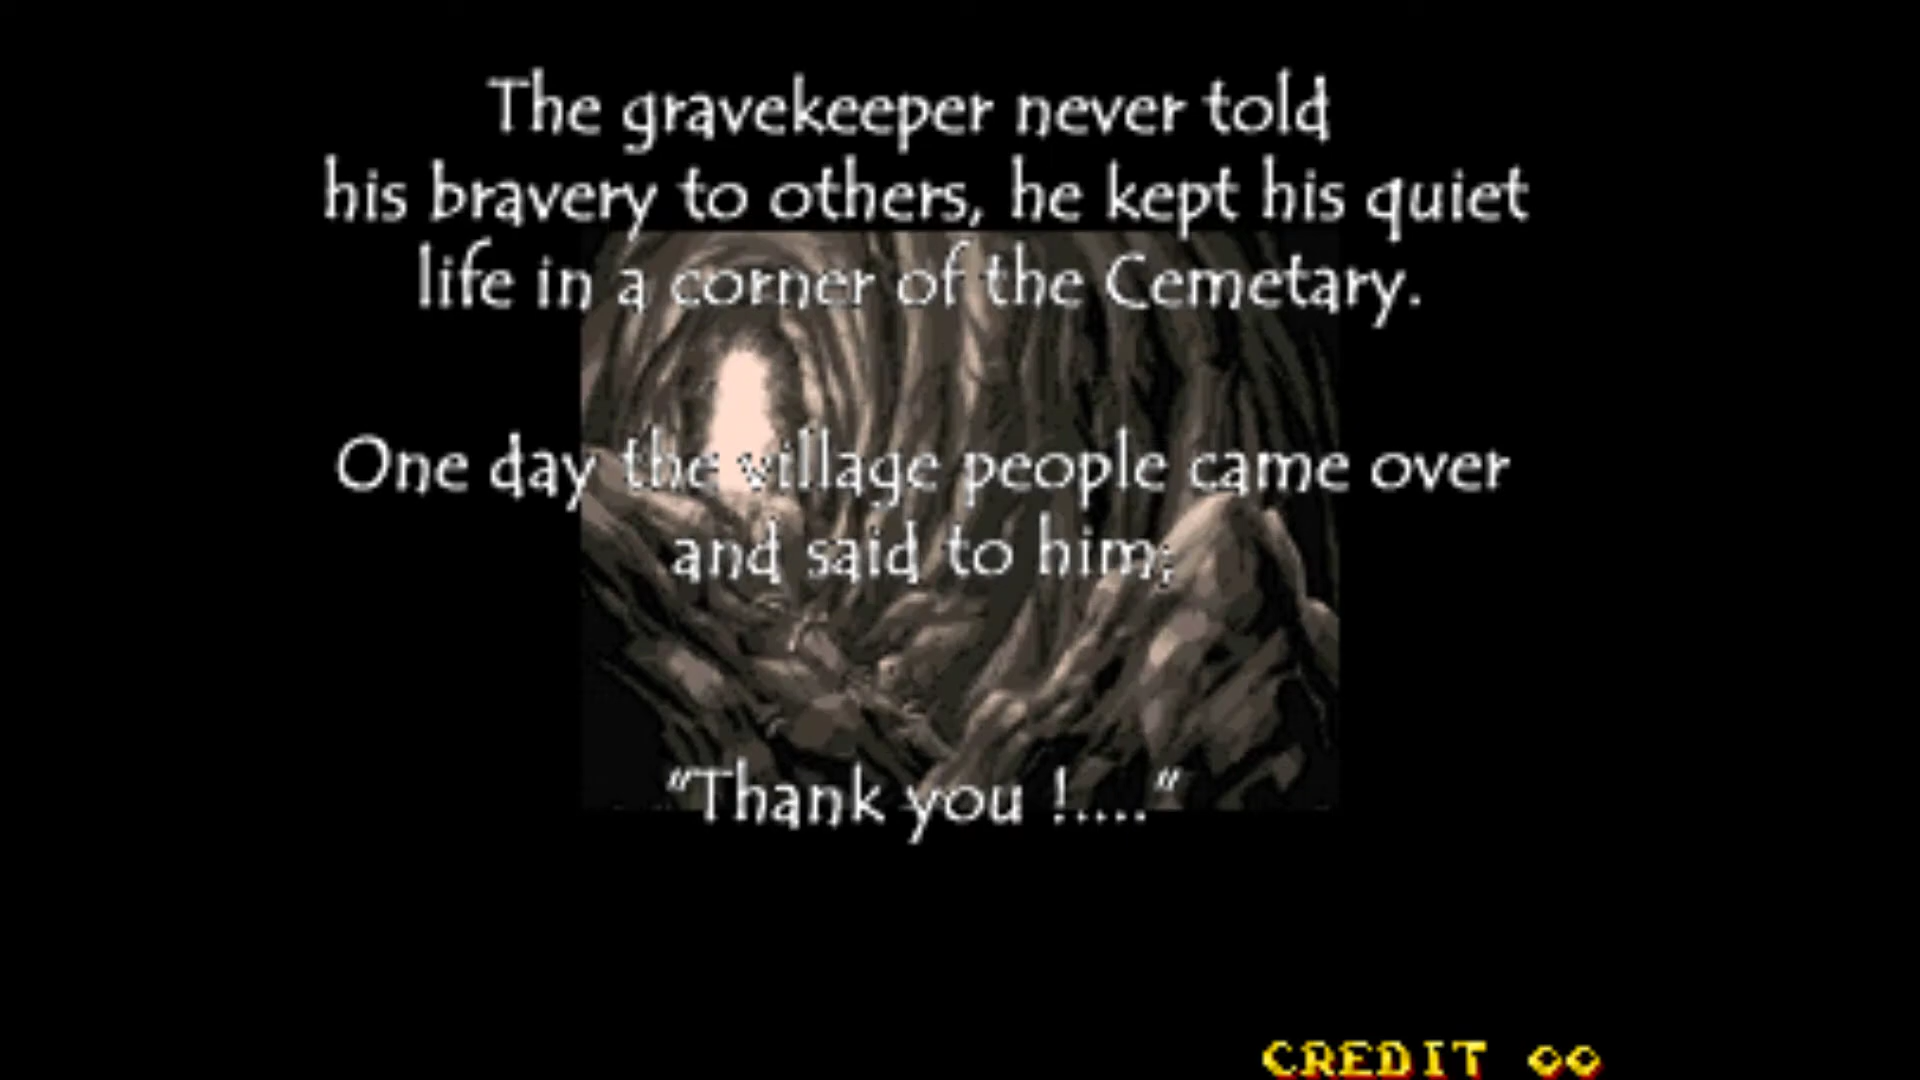 The gravekeeper never told
his bravery to others, he kept his quiet
life in a corner of the Cemetary.
One day the village people came over
and said to him;
"Thank you !...."
CREDIT 00